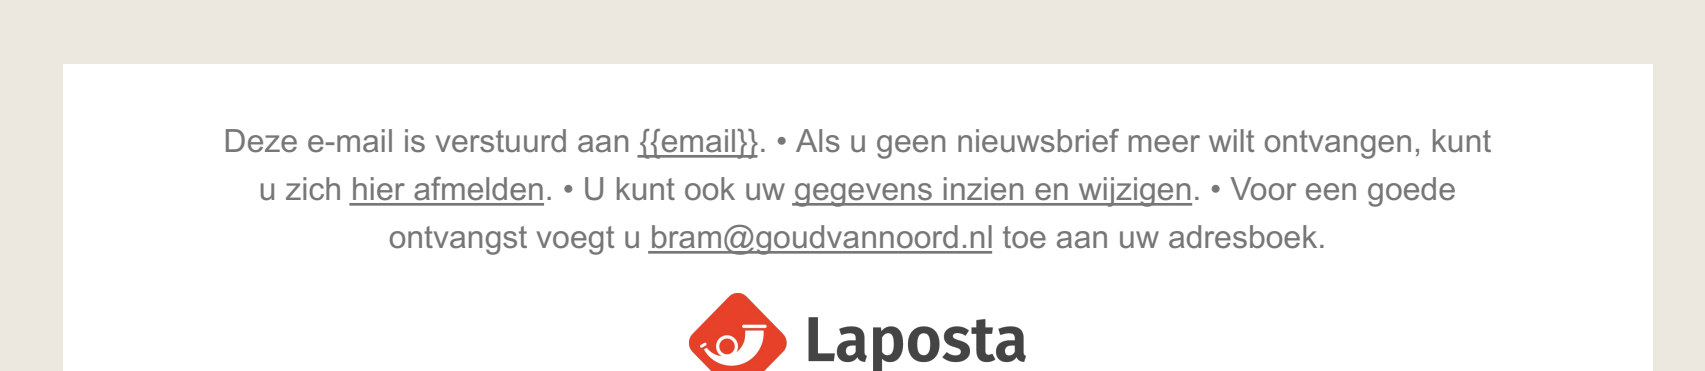 Deze e-mail is verstuurd aan {{email}}. • Als u geen nieuwsbrief meer wilt ontvangen, kunt
u zich hier afmelden. • U kunt ook uw gegevens inzien en wijzigen. • Voor een goede
ontvangst voegt u bram@goudvannoord.nl toe aan uw adresboek.
Laposta